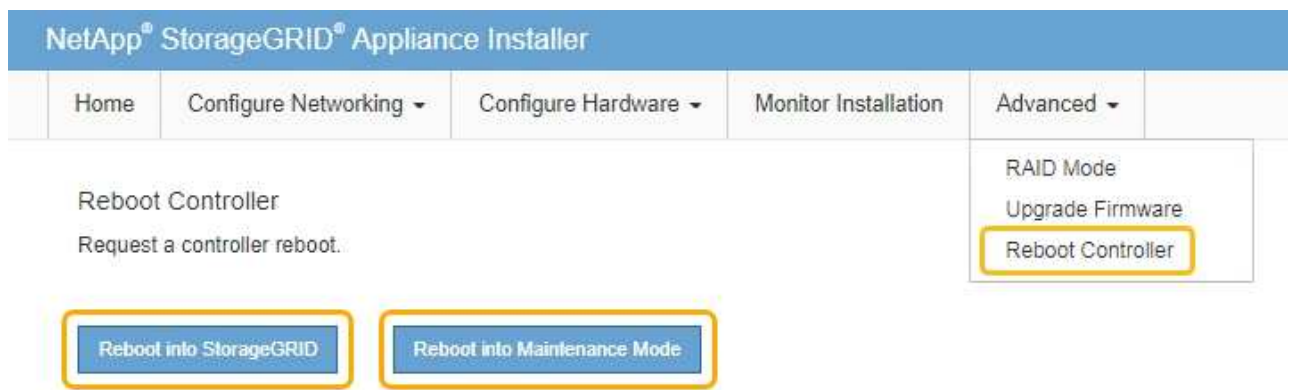 NetApp® StorageGRID® Appliance Installer
Home Configure Networking Configure Hardware Monitor Installation Advanced
RAID Mode
Upgrade Firmware
Reboot Controller
Reboot Controller
Request a controller reboot.
Reboot into StorageGRID Reboot into Maintenance Mode